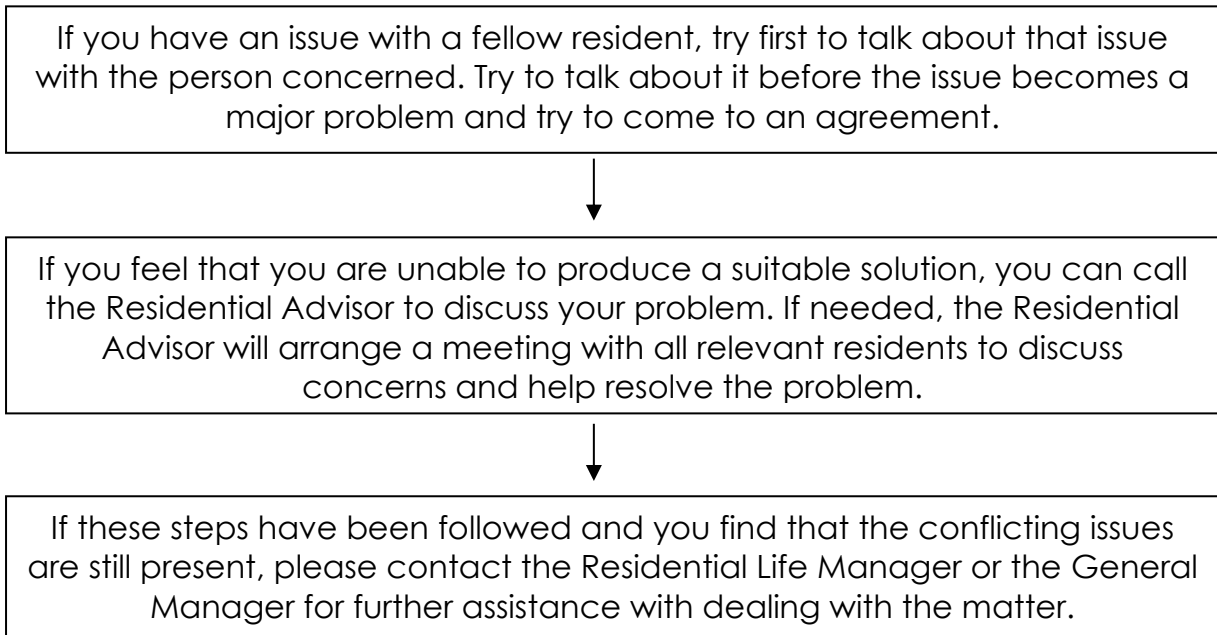 If you have an issue with a fellow resident, try first to talk about that issue
with the person concerned. Try to talk about it before the issue becomes a
major problem and try to come to an agreement.
If you feel that you are unable to produce a suitable solution, you can call
the Residential Advisor to discuss your problem. If needed, the Residential
Advisor will arrange a meeting with all relevant residents to discuss
concerns and help resolve the problem.
If these steps have been followed and you find that the conflicting issues
are still present, please contact the Residential Life Manager or the General
Manager for further assistance with dealing with the matter.